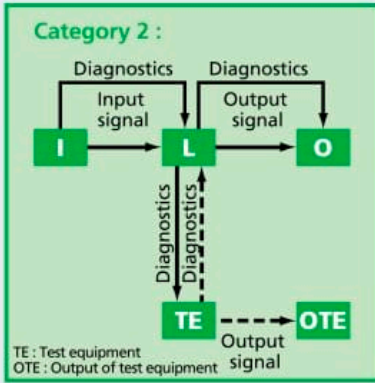 Category 2 :
Diagnostics
Diagnostics
Input
signal
Output
signal
I
L
O
Diagnostics
Diagnostics
TE
OTE
Output
signal
TE : Test equipment
OTE : Output of test equipment